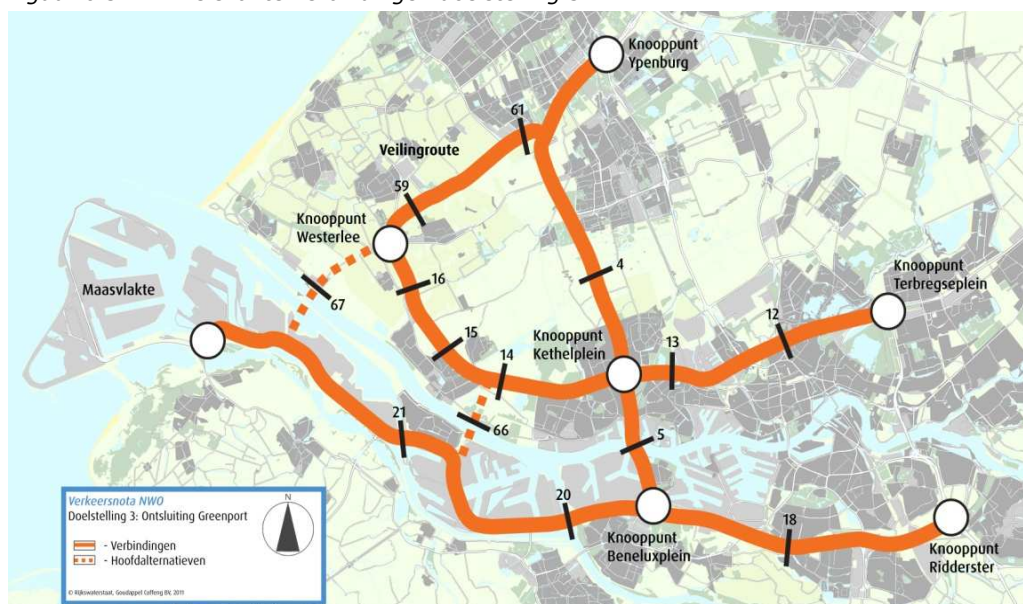 Knooppunt
Ypenburg
61
Veilingroute
59
Knooppunt
Westerlee
4
16
67
Maasvlakte
Knooppunt
Terbregseplein
12
15
Knooppunt
Kethelplein
13
14
21
66
5
20
18
Knooppunt
Beneluxplein
Knooppunt
Ridderster
Verkeersnota NWO
Doelstelling 3: Ontsluiting Greenport
N
- Verbindingen
- Hoofdalternatieven
© Rijkswaterstaat, Goudappel Coffeng BV, 2011